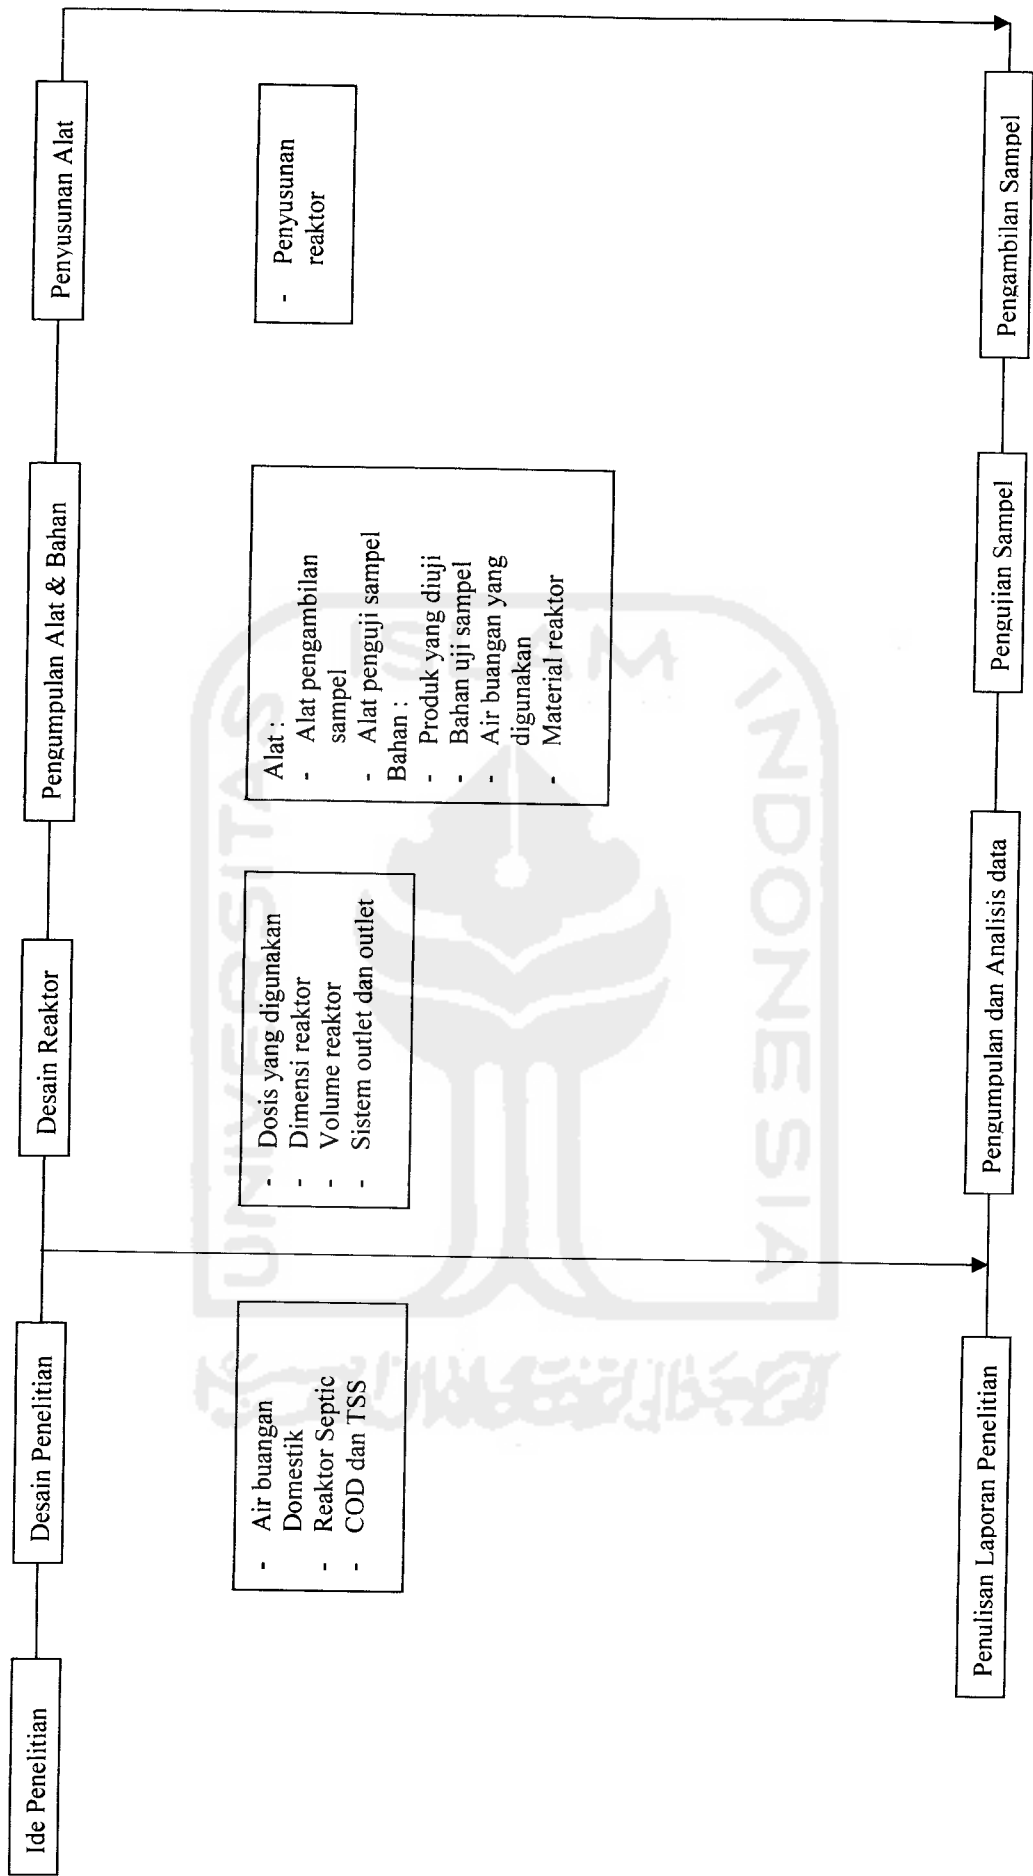 Ide Penelitian
Desain Penelitian
Desain Reaktor
Pengumpulan Alat & Bahan
Penyusunan Alat
- Air buangan
Domestik
- Reaktor Septic
- COD dan TSS
- Dosis yang digunakan
- Dimensi reaktor
- Volume reaktor
- Sistem outlet dan outlet
Alat :
- Alat pengambilan
sampel
- Alat penguji sampel
Bahan :
- Produk yang diuji
- Bahan uji sampel
- Air buangan yang
digunakan
- Material reaktor
- Penyusunan
reaktor
Penulisan Laporan Penelitian
Pengumpulan dan Analisis data
Pengujian Sampel
Pengambilan Sampel
UNIVERSITAS
ISLAM
INDONESIA